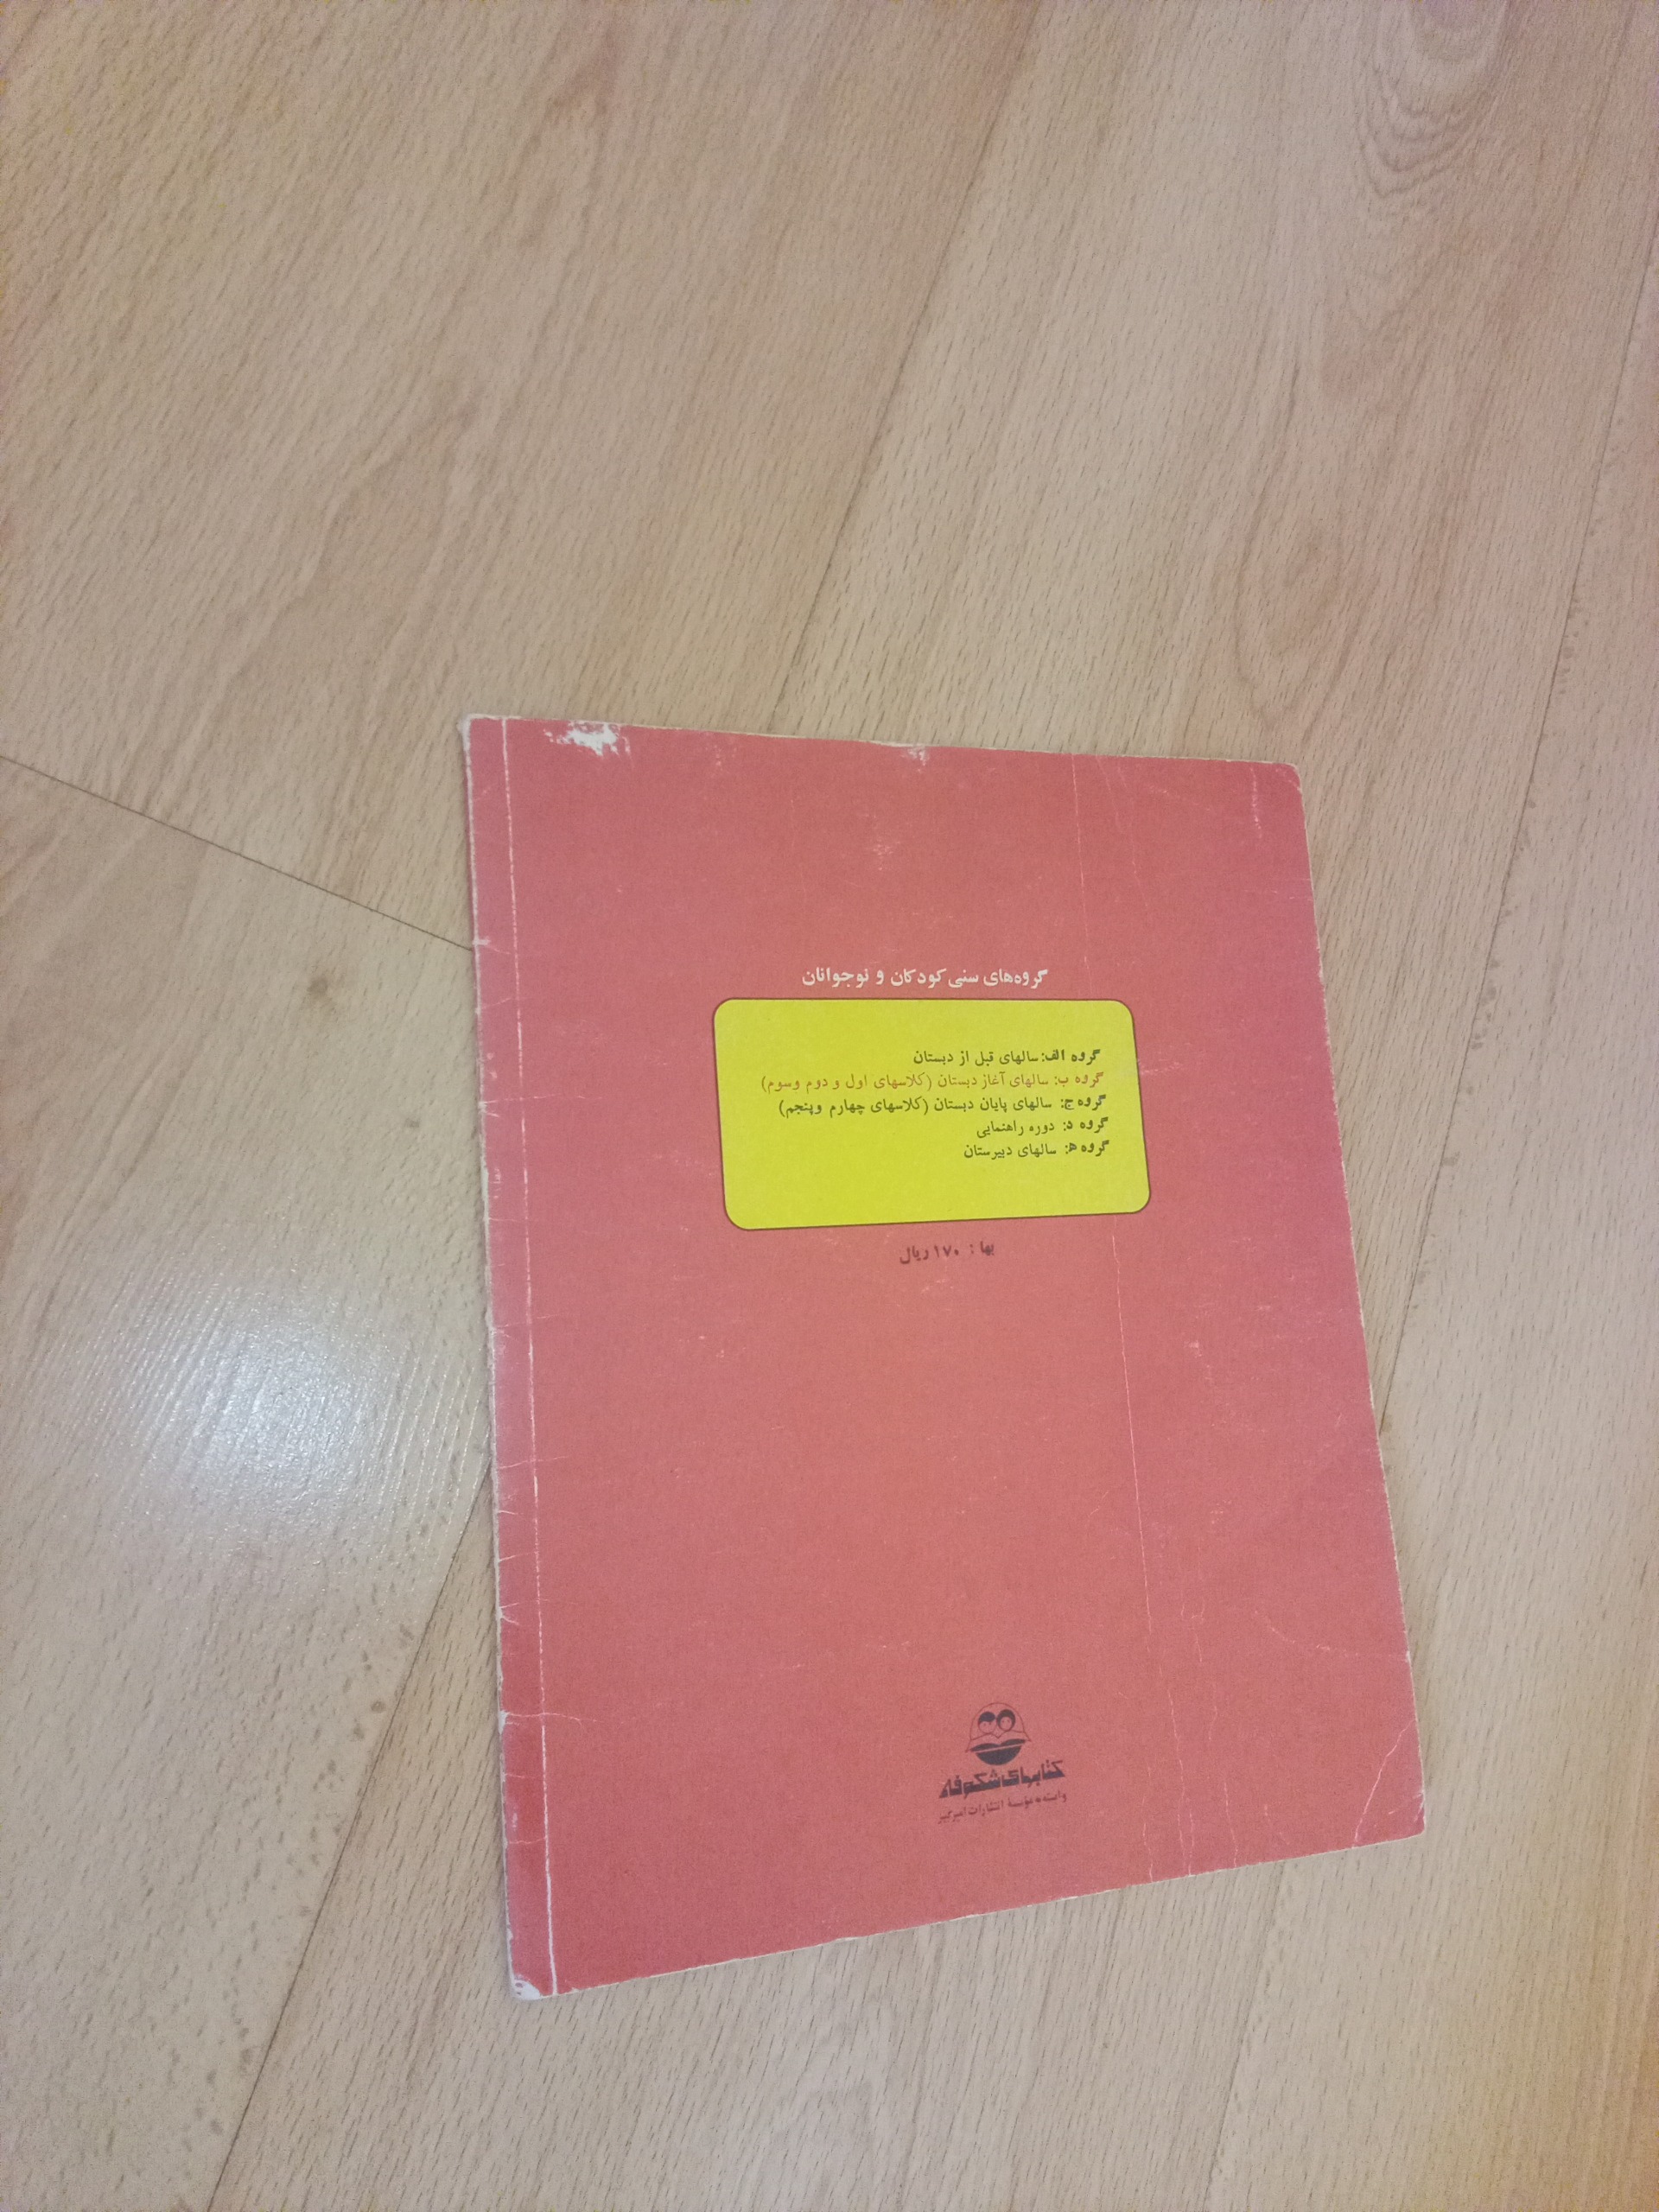 گروه‌های سنی کودکان و نوجوانان
گروه الف: سالهای قبل از دبستان
گروه ب: سالهای آغاز دبستان (کلاسهای اول و دوم و سوم)
گروه ج: سالهای پایان دبستان (کلاسهای چهارم و پنجم)
گروه د: دوره راهنمایی
گروه ه: سالهای دبیرستان
بها: ۱۷۰ ریال
کتابهای شکوفه
وابسته به مؤسسهٔ انتشارات امیرکبیر